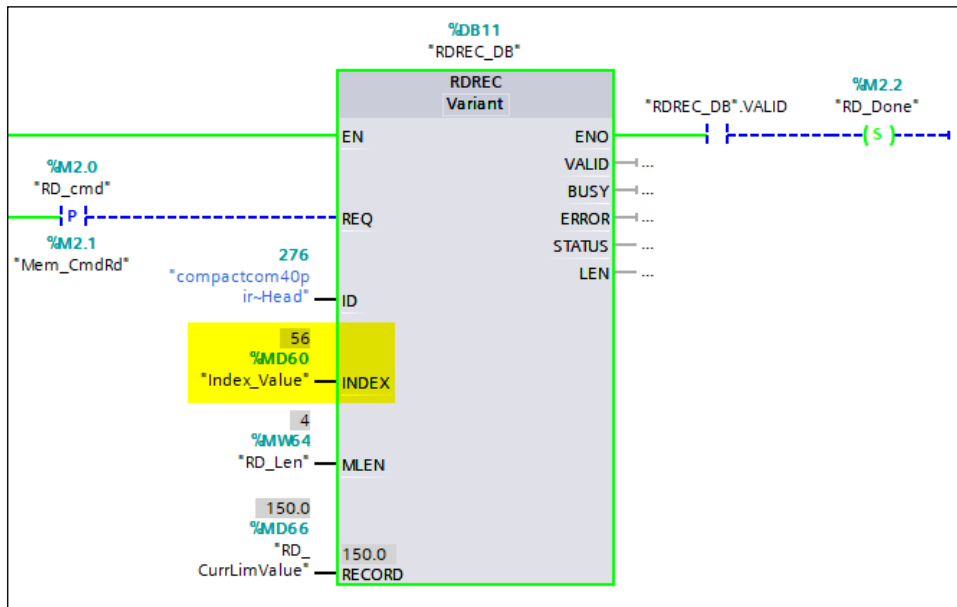 %DB11
"RDREC_DB"
RDREC
Variant
"RDREC_DB".VALID
%M2.2
"RD_Done"
EN
ENO
S
VALID
...
BUSY
...
ERROR
...
STATUS
...
LEN
...
%M2.0
"RD_cmd"
P
REQ
%M2.1
"Mem_CmdRd"
276
"compactcom40p
ir~Head"
ID
56
%MD60
"Index_Value"
INDEX
4
%MW64
"RD_Len"
MLEN
150.0
%MD66
"RD_
CurrLimValue"
150.0
RECORD